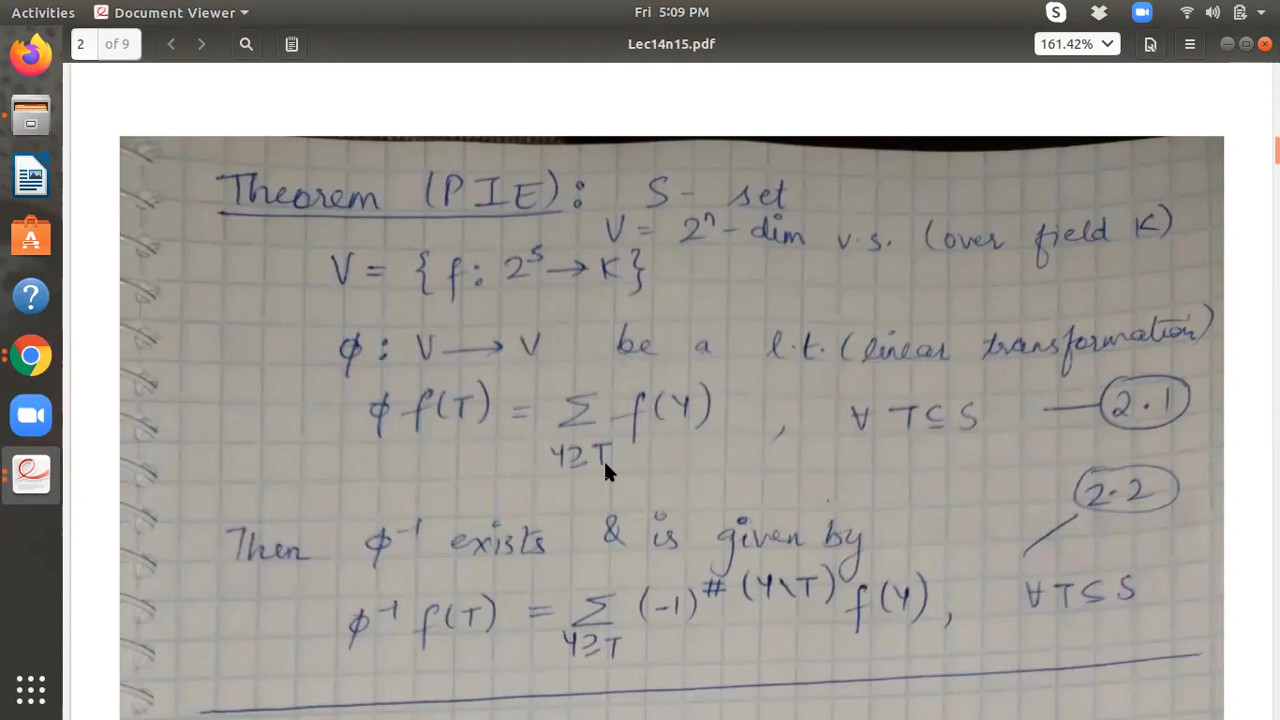 Activities Document Viewer Fri 5:09 PM
2 of 9 Lec14n15.pdf 161.42%
Theorem (PIE): S - set
V = 2ⁿ-dim v.s. (over field K)
V = { f : 2ˢ → K }
φ : V → V be a l.t. (linear transformation)
φ f(T) = Σ_{Y⊇T} f(Y) , ∀ T ⊆ S — 2.1
2.2
Then φ⁻¹ exists & is given by
φ⁻¹ f(T) = Σ_{Y⊇T} (-1)^{# (Y\T)} f(Y) , ∀ T ⊆ S